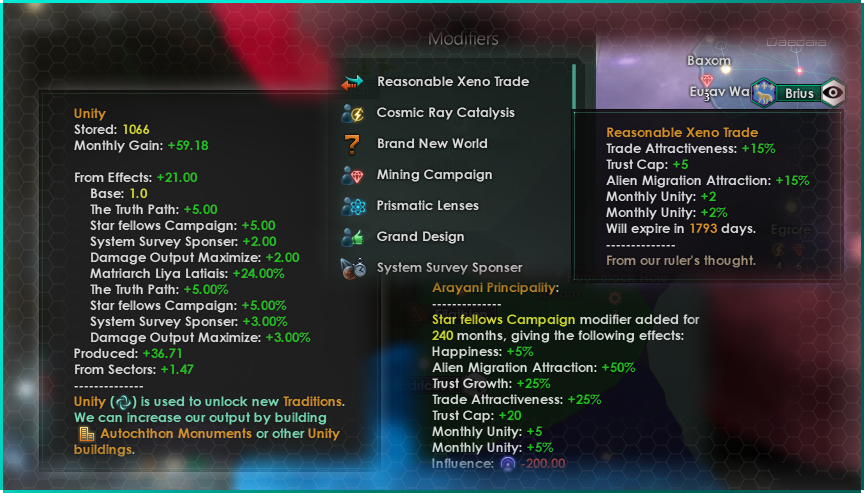 Modifiers
Reasonable Xeno Trade
Cosmic Ray Catalysis
Brand New World
Mining Campaign
Prismatic Lenses
Grand Design
System Survey Sponser
Unity
Stored: 1066
Monthly Gain: +59.18
From Effects: +21.00
Base: 1.0
The Truth Path: +5.00
Star fellows Campaign: +5.00
System Survey Sponser: +2.00
Damage Output Maximize: +2.00
Matriarch Liya Latiais: +24.00%
The Truth Path: +5.00%
Star fellows Campaign: +5.00%
System Survey Sponser: +3.00%
Damage Output Maximize: +3.00%
Produced: +36.71
From Sectors: +1.47
--------------
Unity () is used to unlock new Traditions.
We can increase our output by building
Autochthon Monuments or other Unity
buildings.
Daedala
Baxom
Euzav Wa
Brius
Reasonable Xeno Trade
Trade Attractiveness: +15%
Trust Cap: +5
Alien Migration Attraction: +15%
Monthly Unity: +2
Monthly Unity: +2%
Will expire in 1793 days.
--------------
From our ruler's thought.
Egrore
Arayani Principality:
--------------
Star fellows Campaign modifier added for
240 months, giving the following effects:
Happiness: +5%
Alien Migration Attraction: +50%
Trust Growth: +25%
Trade Attractiveness: +25%
Trust Cap: +20
Monthly Unity: +5
Monthly Unity: +5%
Influence: -200.00